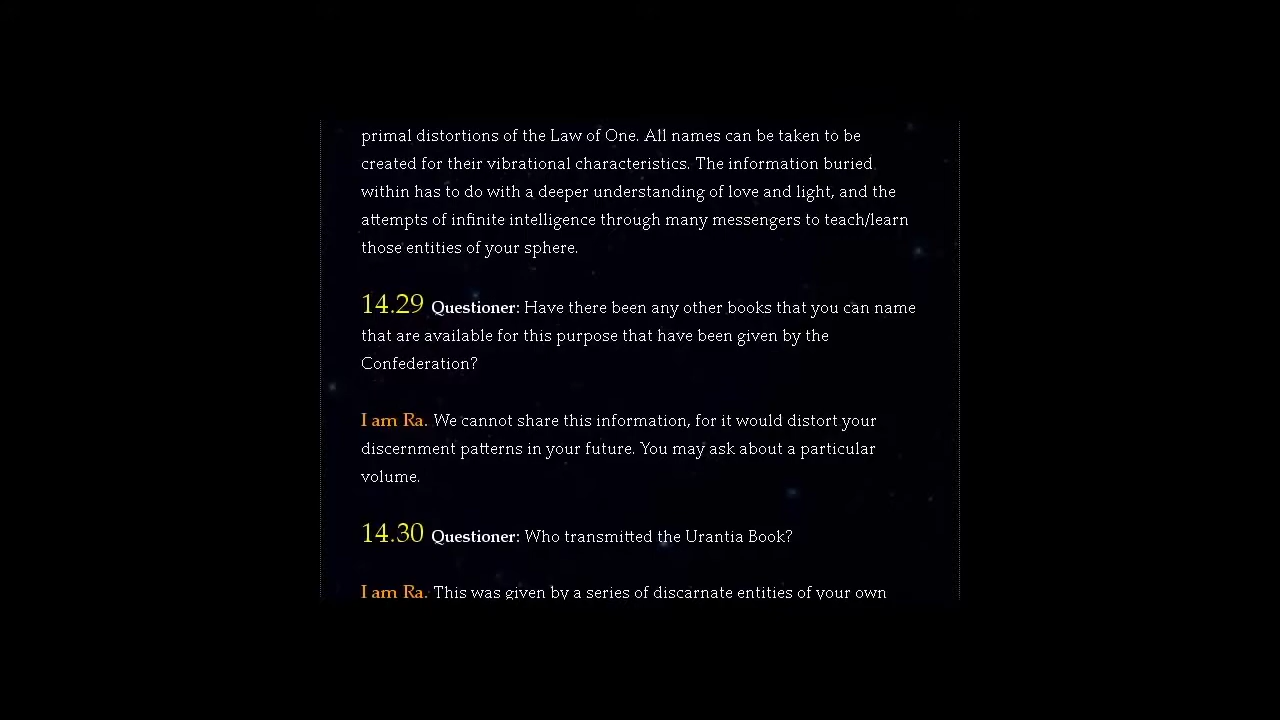 primal distortions of the Law of One. All names can be taken to be
created for their vibrational characteristics. The information buried
within has to do with a deeper understanding of love and light, and the
attempts of infinite intelligence through many messengers to teach/learn
those entities of your sphere.
14.29 Questioner: Have there been any other books that you can name
that are available for this purpose that have been given by the
Confederation?
I am Ra. We cannot share this information, for it would distort your
discernment patterns in your future. You may ask about a particular
volume.
14.30 Questioner: Who transmitted the Urantia Book?
I am Ra. This was given by a series of discarnate entities of your own